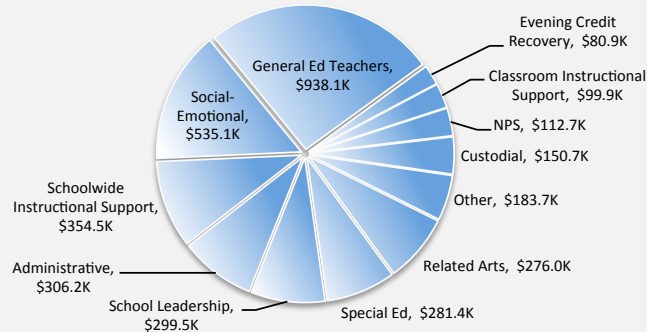 Evening Credit
Recovery, $80.9K
General Ed Teachers,
$938.1K
Classroom Instructional
Support, $99.9K
Social-
Emotional,
$535.1K
NPS, $112.7K
Custodial, $150.7K
Other, $183.7K
Schoolwide
Instructional Support,
$354.5K
Related Arts, $276.0K
Administrative,
$306.2K
School Leadership,
$299.5K
Special Ed, $281.4K